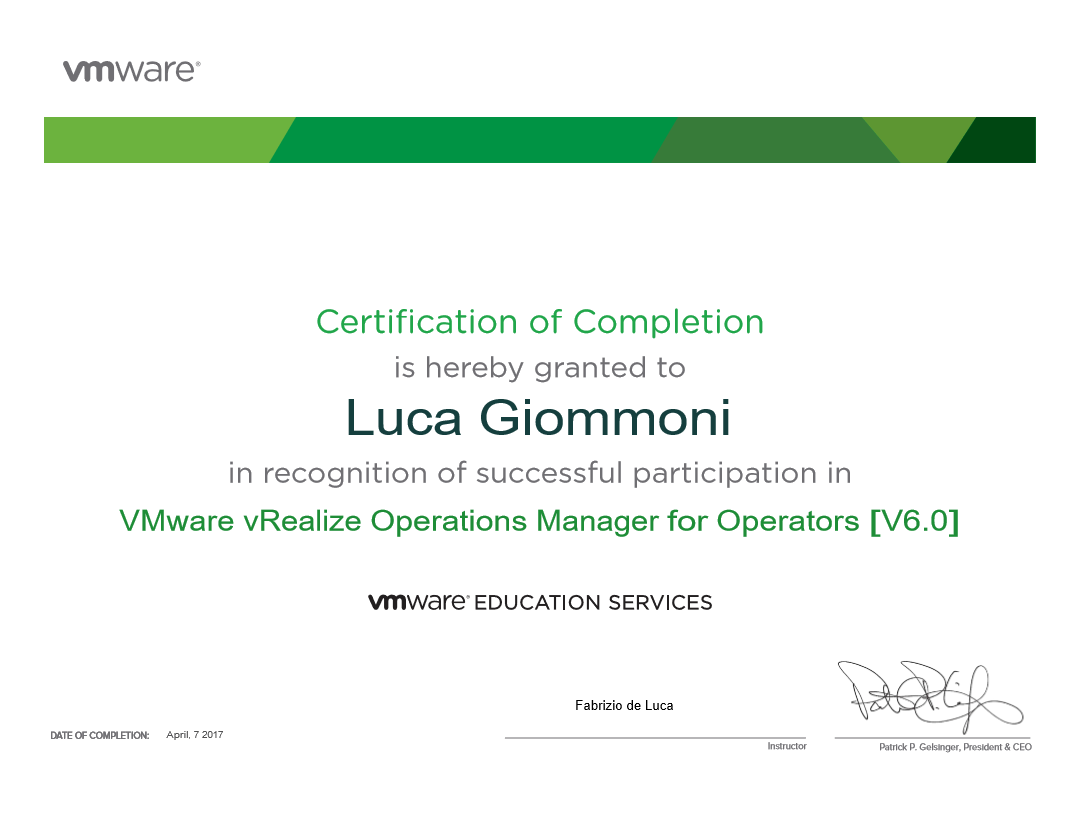 vmware®
Certification of Completion
is hereby granted to
Luca Giommoni
in recognition of successful participation in
VMware vRealize Operations Manager for Operators [V6.0]
vmware® EDUCATION SERVICES
Fabrizio de Luca
DATE OF COMPLETION: April, 7 2017
Instructor
Patrick P. Gelsinger, President & CEO